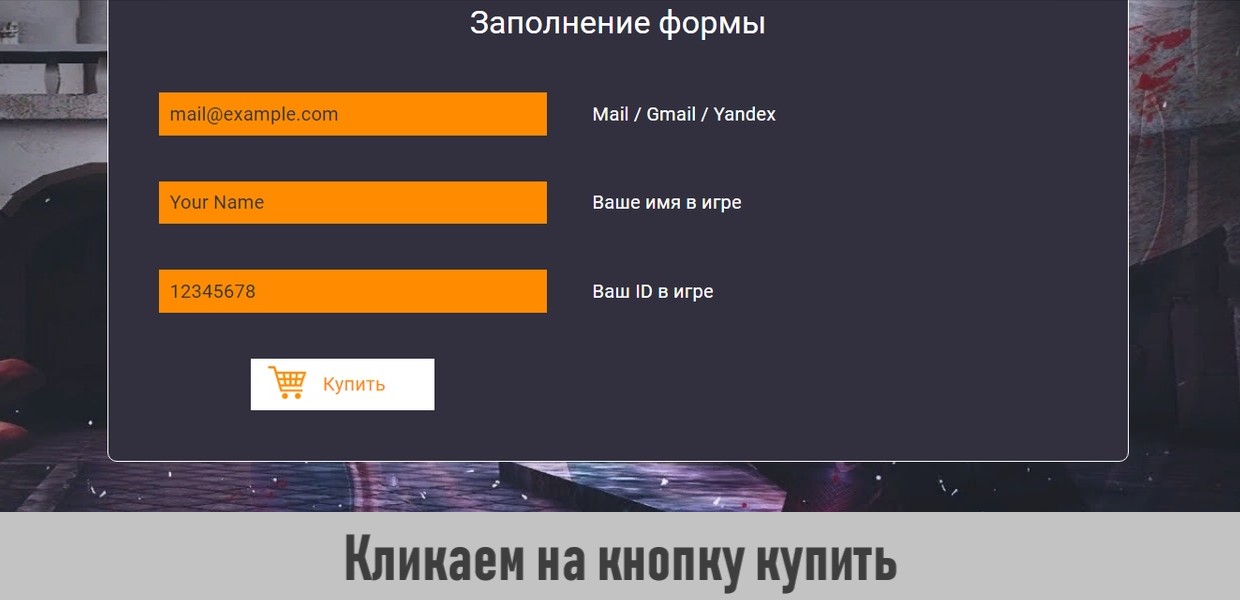 Заполнение формы
mail@example.com Mail / Gmail / Yandex
Your Name Ваше имя в игре
12345678 Ваш ID в игре
Купить
Кликаем на кнопку купить